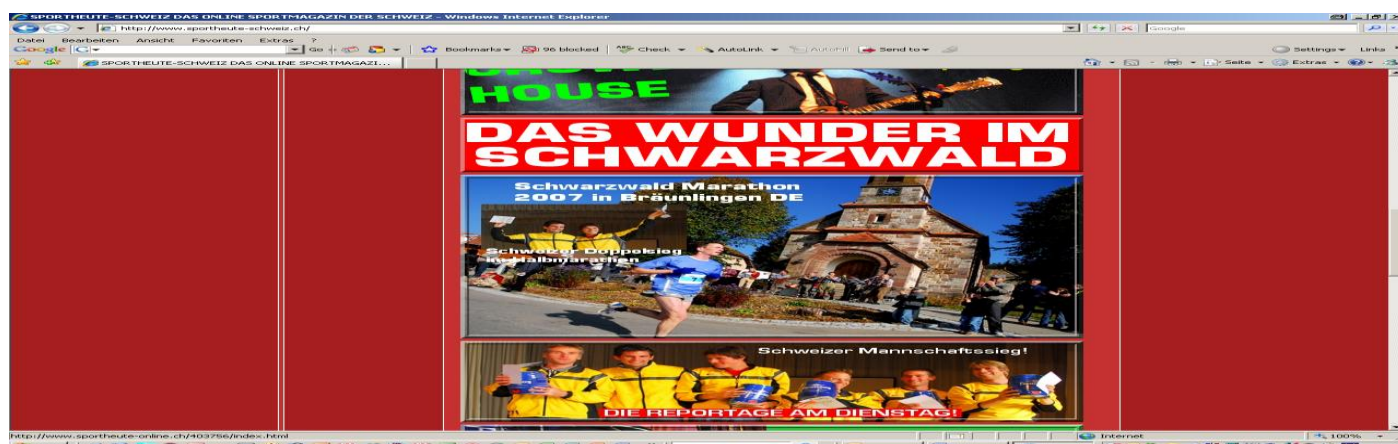 SPORTHEUTE-SCHWEIZ DAS ONLINE SPORTMAGAZIN DER SCHWEIZ - Windows Internet Explorer
http://www.sportheute-schweiz.ch/
Google
Datei Bearbeiten Ansicht Favoriten Extras ?
Google Go Bookmarks 96 blocked Check AutoLink AutoFill Send to Settings Links
SPORTHEUTE-SCHWEIZ DAS ONLINE SPORTMAGAZI... Seite Extras
HOUSE
DAS WUNDER IM
SCHWARZWALD
Schwarzwald Marathon
2007 in Bräunlingen DE
Schweizer Doppelsieg
im Halbmarathon
Schweizer Mannschaftssieg!
DIE REPORTAGE AM DIENSTAG!
http://www.sportheute-online.ch/403756/index.html Internet 100%